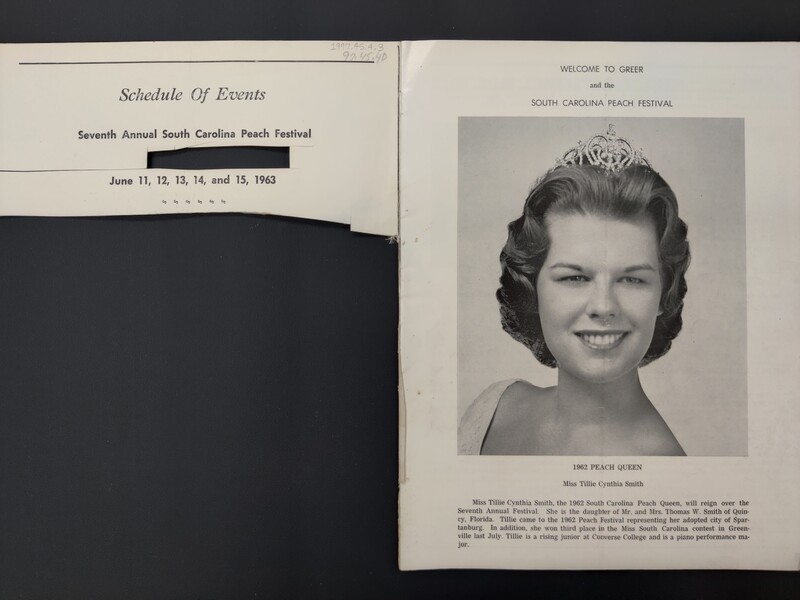 Schedule Of Events
Seventh Annual South Carolina Peach Festival
June 11, 12, 13, 14, and 15, 1963
WELCOME TO GREER
and the
SOUTH CAROLINA PEACH FESTIVAL
1962 PEACH QUEEN
Miss Tillie Cynthia Smith
Miss Tillie Cynthia Smith, the 1962 South Carolina Peach Queen, will reign over the
Seventh Annual Festival. She is the daughter of Mr. and Mrs. Thomas W. Smith of Quin-
cy, Florida. Tillie came to the 1962 Peach Festival representing her adopted city of Spar-
tanburg. In addition, she won third place in the Miss South Carolina contest in Green-
ville last July. Tillie is a rising junior at Converse College and is a piano performance ma-
jor.